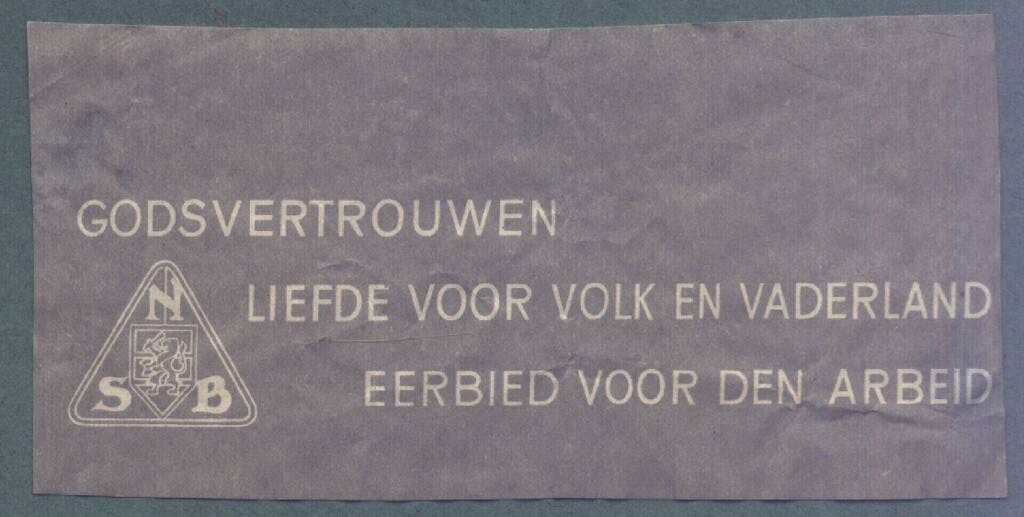 GODSVERTROUWEN
LIEFDE VOOR VOLK EN VADERLAND
EERBIED VOOR DEN ARBEID
N
S B